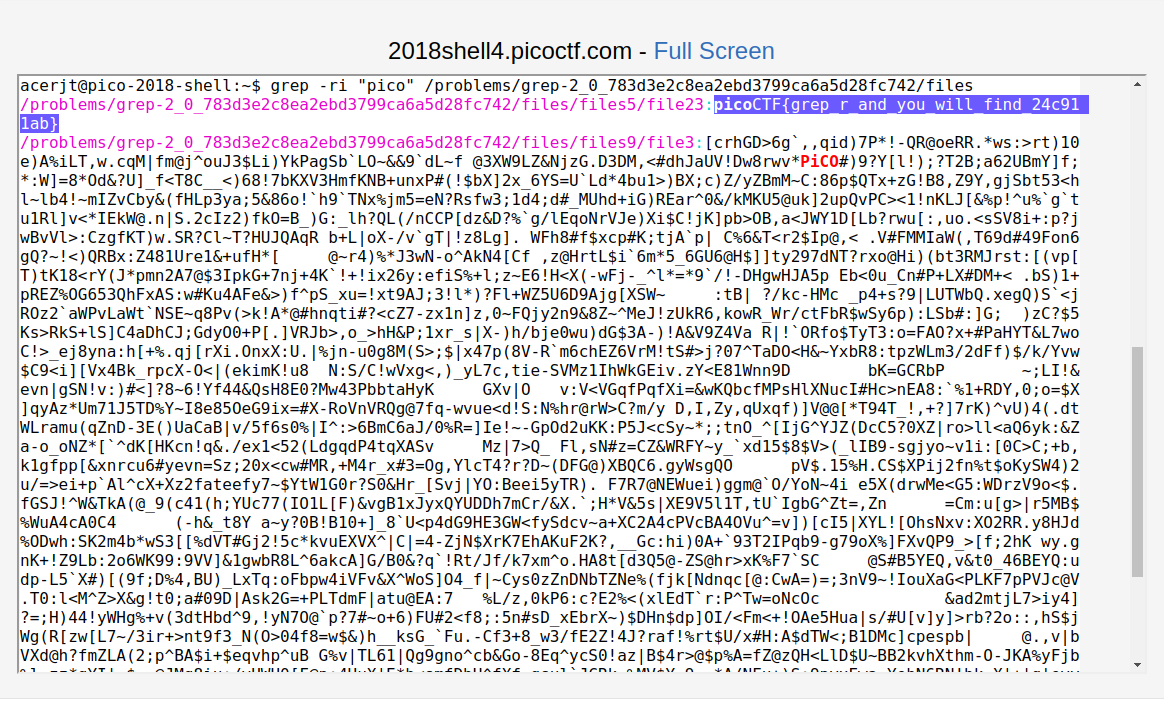 2018shell4.picoctf.com - Full Screen
acerjt@pico-2018-shell:~$ grep -ri "pico" /problems/grep-2_0_783d3e2c8ea2ebd3799ca6a5d28fc742/files
/problems/grep-2_0_783d3e2c8ea2ebd3799ca6a5d28fc742/files/files5/file23:picoCTF{grep_r_and_you_will_find_24c91
1ab}
/problems/grep-2_0_783d3e2c8ea2ebd3799ca6a5d28fc742/files/files9/file3:[crhGD>6g`,,qid)7P*!-QR@oeRR.*ws:>rt)10
e)A%iLT,w.cqM|fm@j^ouJ3$Li)YkPagSb`LO~&&9`dL~f @3XW9LZ&NjzG.D3DM,<#dhJaUV!Dw8rwv*PiCO#)9?Y[l!);?T2B;a62UBmY]f;
*:W]=8*Od&?U]_f<T8C__<)68!7bKXV3HmfKNB+unxP#(!$bX]2x_6YS=U`Ld*4bu1>)BX;c)Z/yZBmM~C:86p$QTx+zG!B8,Z9Y,gjSbt53<h
l~lb4!~mIZvCby&(fHLp3ya;5&86o!`h9`TNx%jm5=eN?Rsfw3;1d4;d#_MUhd+iG)REar^0&/kMKU5@uk]2upQvPC><1!nKLJ[&%p!^u%`g`t
u1Rl]v<*IEkW@.n|S.2cIz2)fkO=B_)G:_lh?QL(/nCCP[dz&D?%`g/lEqoNrVJe)Xi$C!jK]pb>OB,a<JWY1D[Lb?rwu[:,uo.<sSV8i+:p?j
wBvVl>:CzgfKT)w.SR?Cl~T?HUJQAqR b+L|oX-/v`gT|!z8Lg]. WFh8#f$xcp#K;tjA`p| C%6&T<r2$Ip@,< .V#FMMIaW(,T69d#49Fon6
gQ?~!<)QRBx:Z481Ure1&+ufH*[ @~r4)%*J3wN-o^AkN4[Cf ,z@HrtL$i`6m*5_6GU6@H$]]ty297dNT?rxo@Hi)(bt3RMJrst:[(vp[
T)tK18<rY(J*pmn2A7@$3IpkG+7nj+4K`!+!ix26y:efiS%+l;z~E6!H<X(-wFj-_^l*=*9`/!-DHgwHJA5p Eb<0u_Cn#P+LX#DM+< .bS)1+
pREZ%OG653QhFxAS:w#Ku4AFe&>)f^pS_xu=!xt9AJ;3!l*)?Fl+WZ5U6D9Ajg[XSW~ :tB| ?/kc-HMc _p4+s?9|LUTWbQ.xegQ)S`<j
ROz2`aWPvLaWt`NSE~q8Pv(>k!A*@#hnqti#?<cZ7-zx1n]z,0~FQjy2n9&8Z~^MeJ!zUkR6,kowR_Wr/ctFbR$wSy6p):LSb#:]G; )zC?$5
Ks>RkS+lS]C4aDhCJ;GdyO0+P[.]VRJb>,o_>hH&P;1xr_s|X-)h/bje0wu)dG$3A-)!A&V9Z4Va R|!`ORfo$TyT3:o=FAO?x+#PaHYT&L7wo
C!>_ej8yna:h[+%.qj[rXi.OnxX:U.|%jn-u0g8M(S>;$|x47p(8V-R`m6chEZ6VrM!tS#>j?07^TaDO<H&~YxbR8:tpzWLm3/2dFf)$/k/Yvw
$C9<i][Vx4Bk_rpcX-O<|(ekimK!u8 N:S/C!wVxg<,)_yL7c,tie-SVMz1IhWkGEiv.zY<E81Wnn9D bK=GCRbP ~;LI!&
evn|gSN!v:)#<]?8~6!Yf44&QsH8E0?Mw43PbbtaHyK GXv|O v:V<VGqfPqfXi=&wKQbcfMPsHlXNucI#Hc>nEA8:`%1+RDY,0;o=$X
]qyAz*Um71J5TD%Y~I8e85OeG9ix=#X-RoVnVRQg@7fq-wvue<d!S:N%hr@rW>C?m/y D,I,Zy,qUxqf)]V@@[*T94T_!,+?]7rK)^vU)4(.dt
WLramu(qZnD-3E()UaCaB|v/5f6s0%|I^:>6BmC6aJ/0%R=]Ie!~-GpOd2uKK:P5J<cSy~*;;tnO_^[IjG^YJZ(DcC5?0XZ|ro>ll<aQ6yk:&Z
a-o_oNZ*[`^dK[HKcn!q&./ex1<52(LdgqdP4tqXASv Mz|7>Q_ Fl,sN#z=CZ&WRFY~y_`xd15$8$V>(_lIB9-sgjyo~v1i:[0C>C;+b,
k1gfpp[&xnrcu6#yevn=Sz;20x<cw#MR,+M4r_x#3=Og,YlcT4?r?D~(DFG@)XBQC6.gyWsgQO pV$.15%H.CS$XPij2fn%t$oKySW4)2
u/=>ei+p`Al^cX+Xz2fateefy7~$YtW1G0r?S0&Hr_[Svj|YO:Beei5yTR). F7R7@NEWuei)ggm@`O/YoN~4i e5X(drwMe<G5:WDrzV9o<$.
fGSJ!^W&TkA(@_9(c41(h;YUc77(IO1L[F)&vgB1xJyxQYUDDh7mCr/&X.`;H*V&5s|XE9V5l1T,tU`IgbG^Zt=,Zn =Cm:u[g>|r5MB$
%WuA4cA0C4 (-h&_t8Y a~y?0B!B10+]_8`U<p4dG9HE3GW<fySdcv~a+XC2A4cPVcBA4OVu^=v])[cI5|XYL![OhsNxv:XO2RR.y8HJd
%ODwh:SK2m4b*wS3[[%dVT#Gj2!5c*kvuEXVX^|C|=4-ZjN$XrK7EhAKuF2K?,__Gc:hi)0A+`93T2IPqb9-g79oX%]FXvQP9_>[f;2hK wy.g
nK+!Z9Lb:2o6WK99:9VV]&1gwbR8L^6akcA]G/B0&?q`!Rt/Jf/k7xm^o.HA8t[d3Q5@-ZS@hr>xK%F7`SC @S#B5YEQ,v&t0_46BEYQ:u
dp-L5`X#)[(9f;D%4,BU)_LxTq:oFbpw4iVFv&X^WoS]O4_f|~Cys0zZnDNbTZNe%(fjk[Ndnqc[@:CwA=)=;3nV9~!IouXaG<PLKF7pPVJc@V
.T0:l<M^Z>X&g!t0;a#09D|Ask2G=+PLTdmF|atu@EA:7 %L/z,0kP6:c?E2%<(xlEdT`r:P^Tw=oNcOc &ad2mtjL7>iy4]
?=;H)44!yWHg%+v(3dtHbd^9,!yN7O@`p?7#~o+6)FU#2<f8;:5n#sD_xEbrX~)$DHn$dp]OI/<Fm<+!OAe5Hua|s/#U[v]y]>rb?2o::,hS$j
Wg(R[zw[L7~/3ir+>nt9f3_N(O>04f8=w$&)h__ksG_`Fu.-Cf3+8_w3/fE2Z!4J?raf!%rt$U/x#H:A$dTW<;B1DMc]cpespb| @.,v|b
VXd@h?fmZLA(2;p^BA$i+$eqvhp^uB G%v|TL61|Qg9gno^cb&Go-8Eq^ycS0!az|B$4r>@$p%A=fZ@zQH<LlD$U~BB2kvhXthm-O-JKA%yFjb